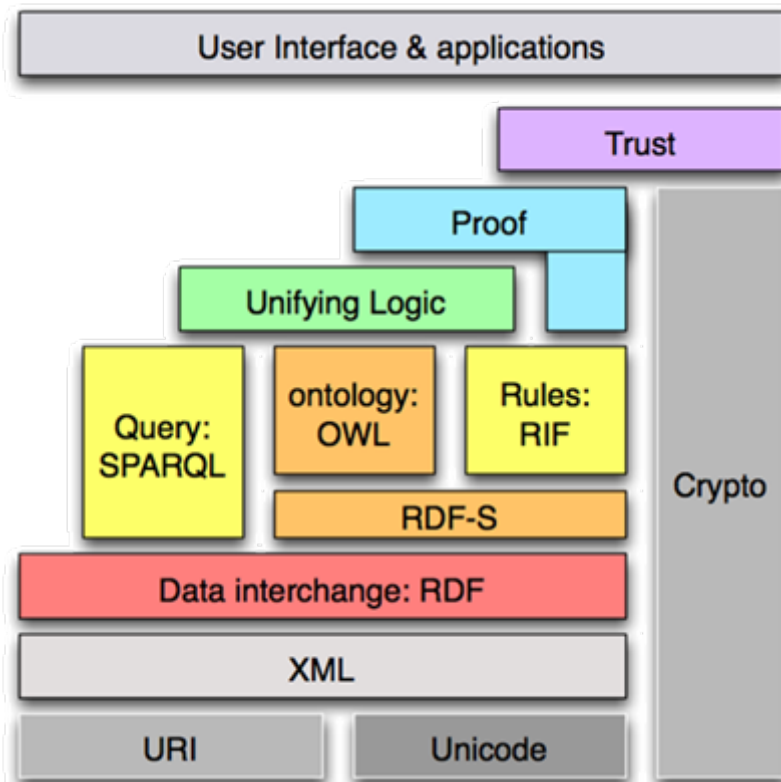 User Interface & applications
Trust
Proof
Unifying Logic
Query:
SPARQL
ontology:
OWL
Rules:
RIF
Crypto
RDF-S
Data interchange: RDF
XML
URI
Unicode